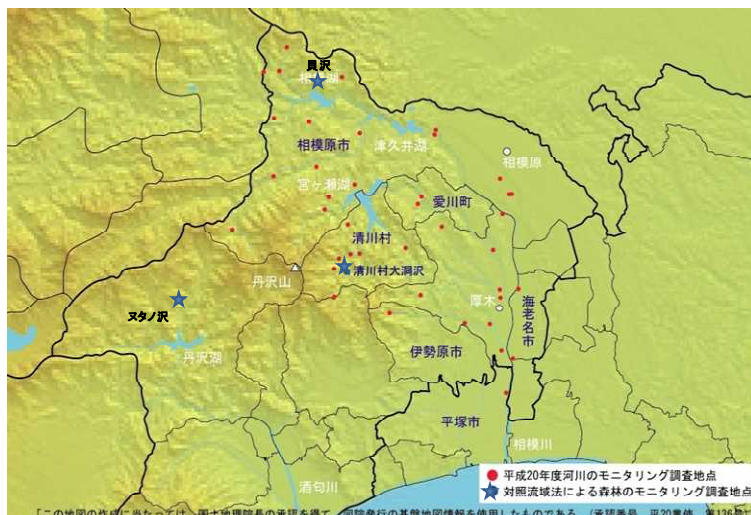 貝沢
相模湖
相模原市
津久井湖
相模原
宮ヶ瀬湖
愛川町
清川村
清川村大洞沢
丹沢山
ヌタノ沢
厚木
海老名市
丹沢湖
伊勢原市
平塚市
相模川
酒匂川
平成20年度河川のモニタリング調査地点
対照流域法による森林のモニタリング調査地点
「この地図の作成に当たっては、国土地理院長の承認を得て、同院発行の基盤地図情報を使用したものである。（承認番号 平20業使、第136号）